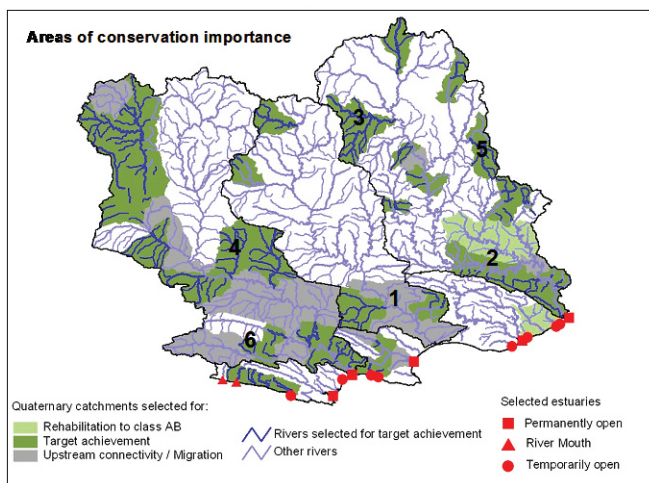 Areas of conservation importance
3
5
4
2
1
6
Quaternary catchments selected for:
Rehabilitation to class AB
Target achievement
Upstream connectivity / Migration
Rivers selected for target achievement
Other rivers
Selected estuaries
Permanently open
River Mouth
Temporarily open